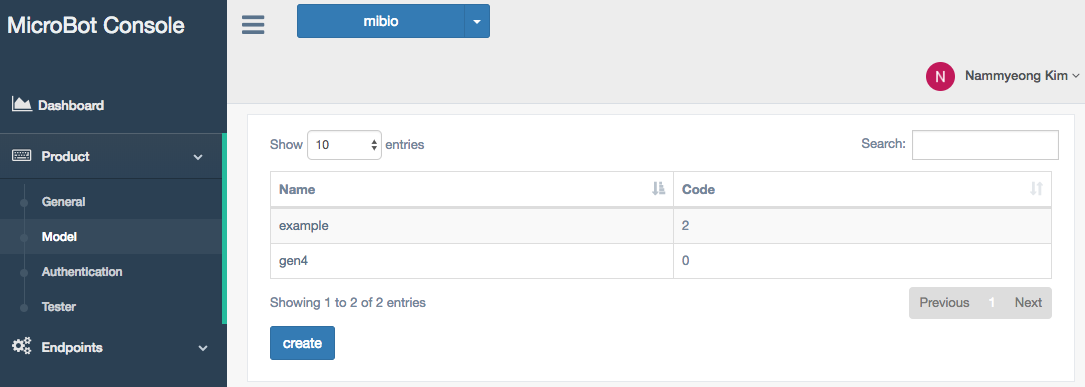 MicroBot Console
mibio
N Nammyeong Kim
Dashboard
Product
General
Model
Authentication
Tester
Endpoints
Show 10 entries
Search:
Name Code
example 2
gen4 0
Showing 1 to 2 of 2 entries
Previous 1 Next
create